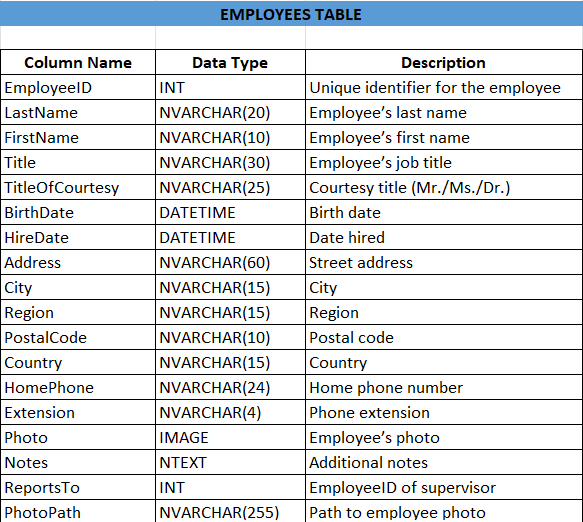 EMPLOYEES TABLE
Column Name Data Type Description
EmployeeID INT Unique identifier for the employee
LastName NVARCHAR(20) Employee’s last name
FirstName NVARCHAR(10) Employee’s first name
Title NVARCHAR(30) Employee’s job title
TitleOfCourtesy NVARCHAR(25) Courtesy title (Mr./Ms./Dr.)
BirthDate DATETIME Birth date
HireDate DATETIME Date hired
Address NVARCHAR(60) Street address
City NVARCHAR(15) City
Region NVARCHAR(15) Region
PostalCode NVARCHAR(10) Postal code
Country NVARCHAR(15) Country
HomePhone NVARCHAR(24) Home phone number
Extension NVARCHAR(4) Phone extension
Photo IMAGE Employee’s photo
Notes NTEXT Additional notes
ReportsTo INT EmployeeID of supervisor
PhotoPath NVARCHAR(255) Path to employee photo